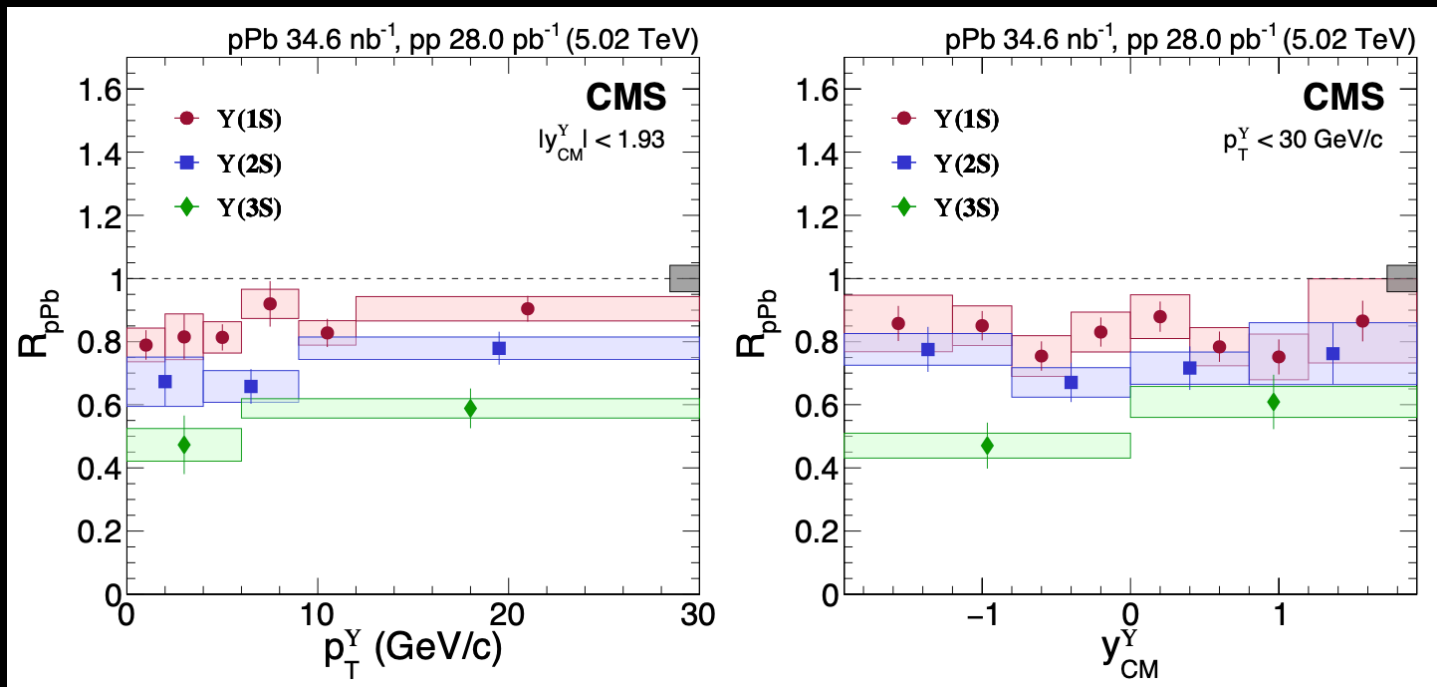 pPb 34.6 nb⁻¹, pp 28.0 pb⁻¹ (5.02 TeV)
CMS
|y_CM^Υ| < 1.93
Υ(1S)
Υ(2S)
Υ(3S)
R_pPb
1.6
1.4
1.2
1
0.8
0.6
0.4
0.2
0
0 10 20 30
p_T^Υ (GeV/c)
pPb 34.6 nb⁻¹, pp 28.0 pb⁻¹ (5.02 TeV)
CMS
p_T^Υ < 30 GeV/c
Υ(1S)
Υ(2S)
Υ(3S)
R_pPb
1.6
1.4
1.2
1
0.8
0.6
0.4
0.2
0
−1 0 1
y_CM^Υ